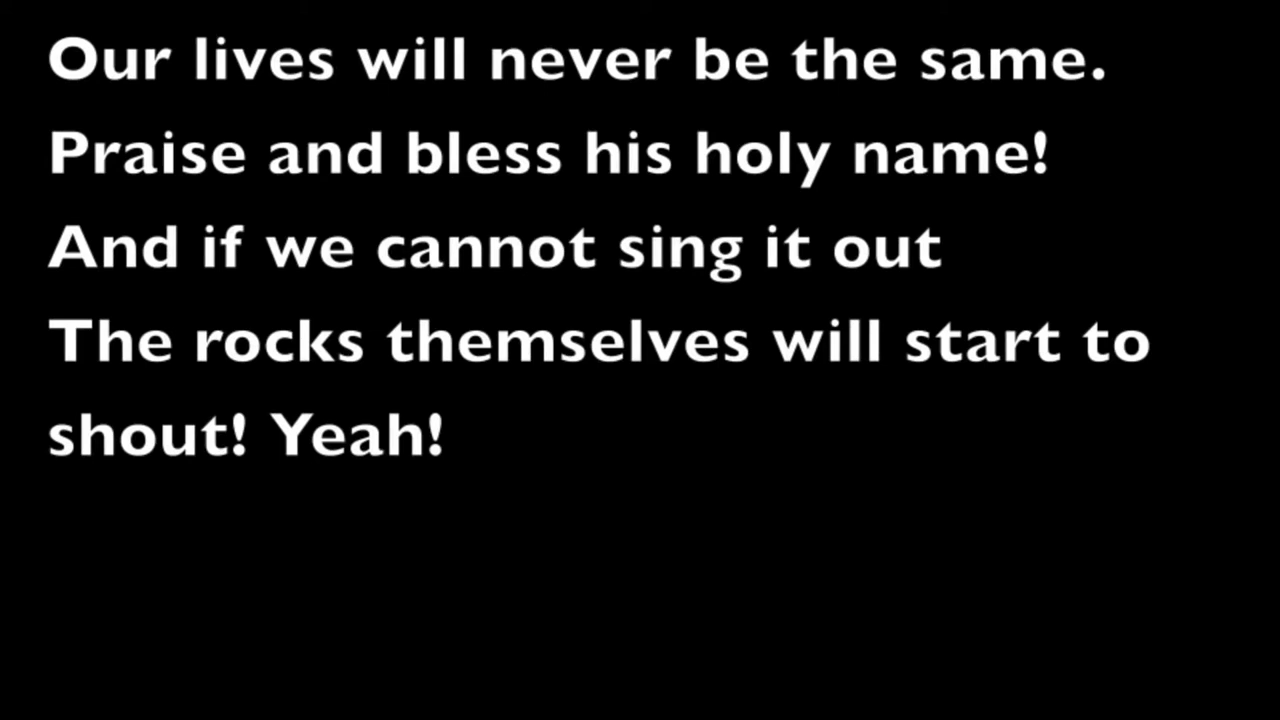 Our lives will never be the same.
Praise and bless his holy name!
And if we cannot sing it out
The rocks themselves will start to
shout! Yeah!